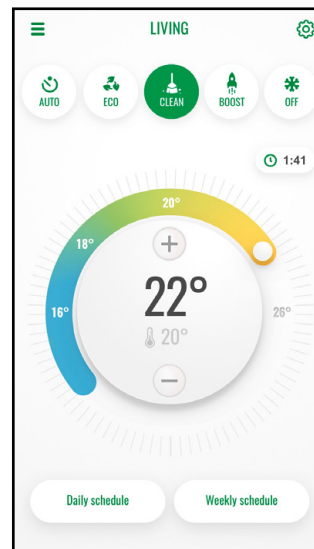 LIVING
AUTO
ECO
CLEAN
BOOST
OFF
1:41
20°
18°
16°
26°
22°
20°
Daily schedule
Weekly schedule